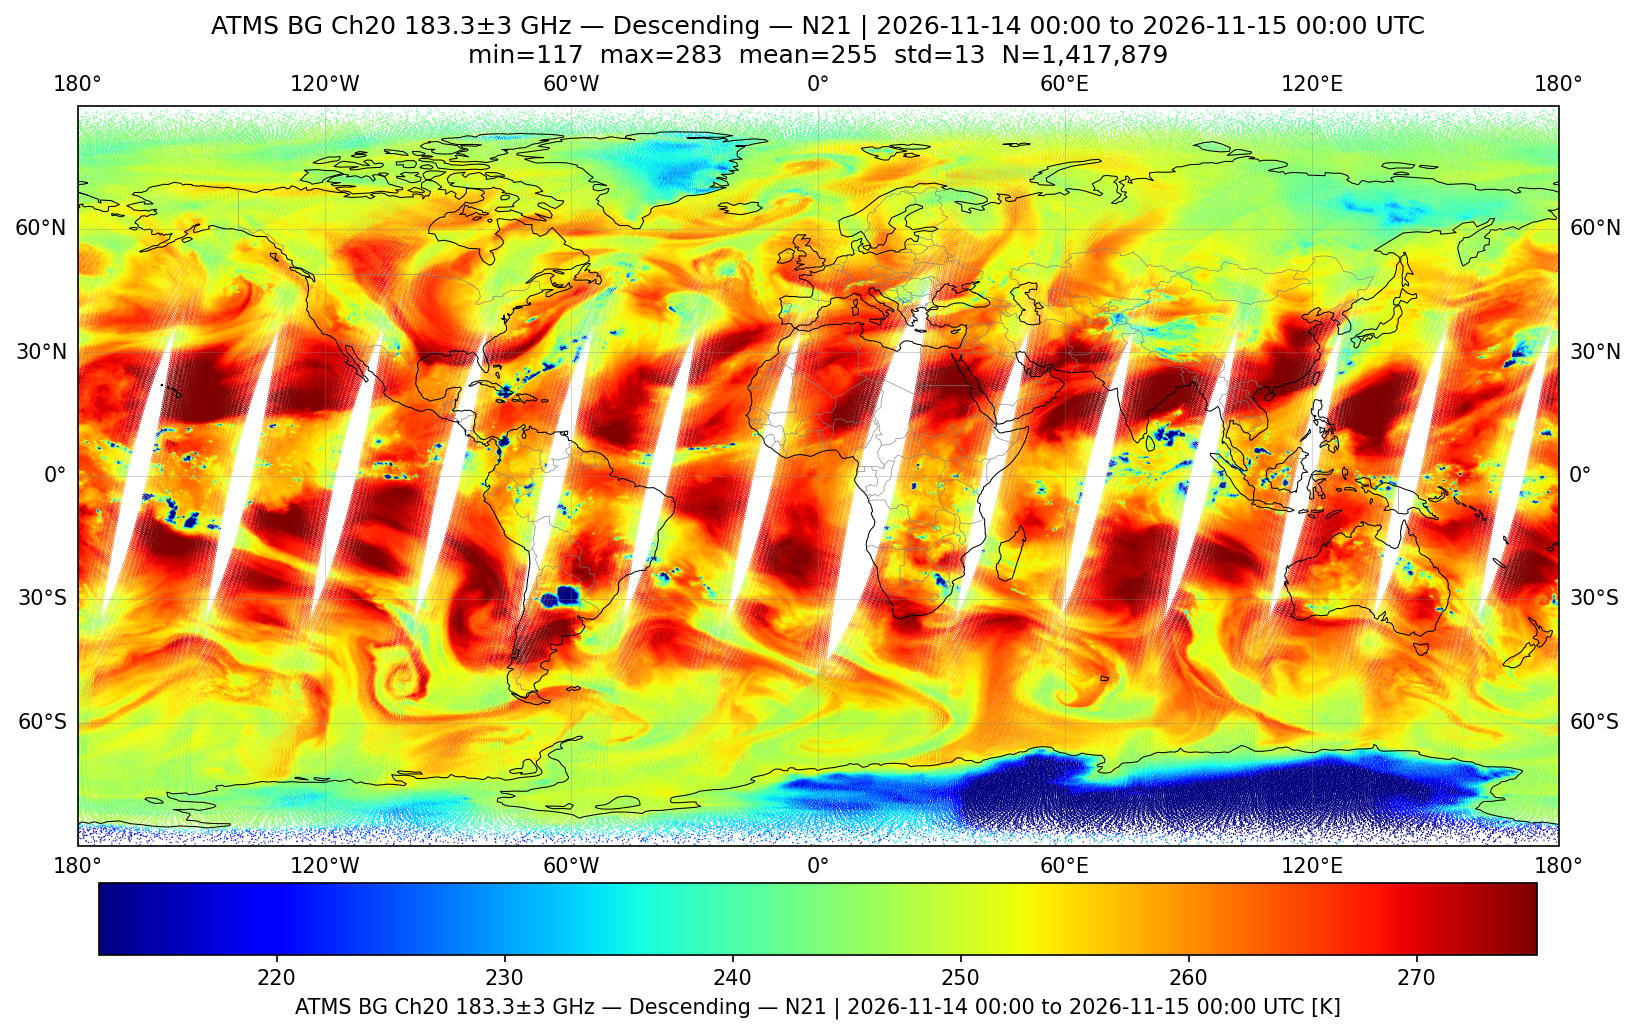 ATMS BG Ch20 183.3±3 GHz — Descending — N21 | 2026-11-14 00:00 to 2026-11-15 00:00 UTC
min=117 max=283 mean=255 std=13 N=1,417,879
180° 120°W 60°W 0° 60°E 120°E 180°
60°N 60°N
30°N 30°N
0° 0°
30°S 30°S
60°S 60°S
180° 120°W 60°W 0° 60°E 120°E 180°
220 230 240 250 260 270
ATMS BG Ch20 183.3±3 GHz — Descending — N21 | 2026-11-14 00:00 to 2026-11-15 00:00 UTC [K]